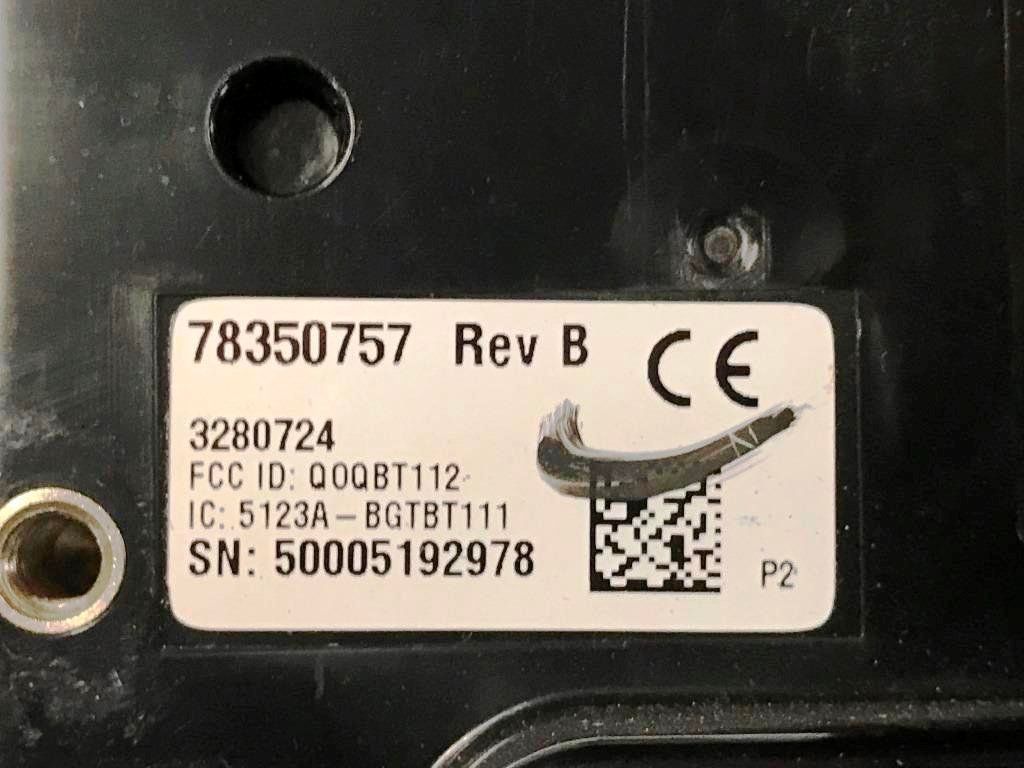 78350757 Rev B CE
3280724
FCC ID: QOQBT112
IC: 5123A-BGTBT111
SN: 50005192978
P2